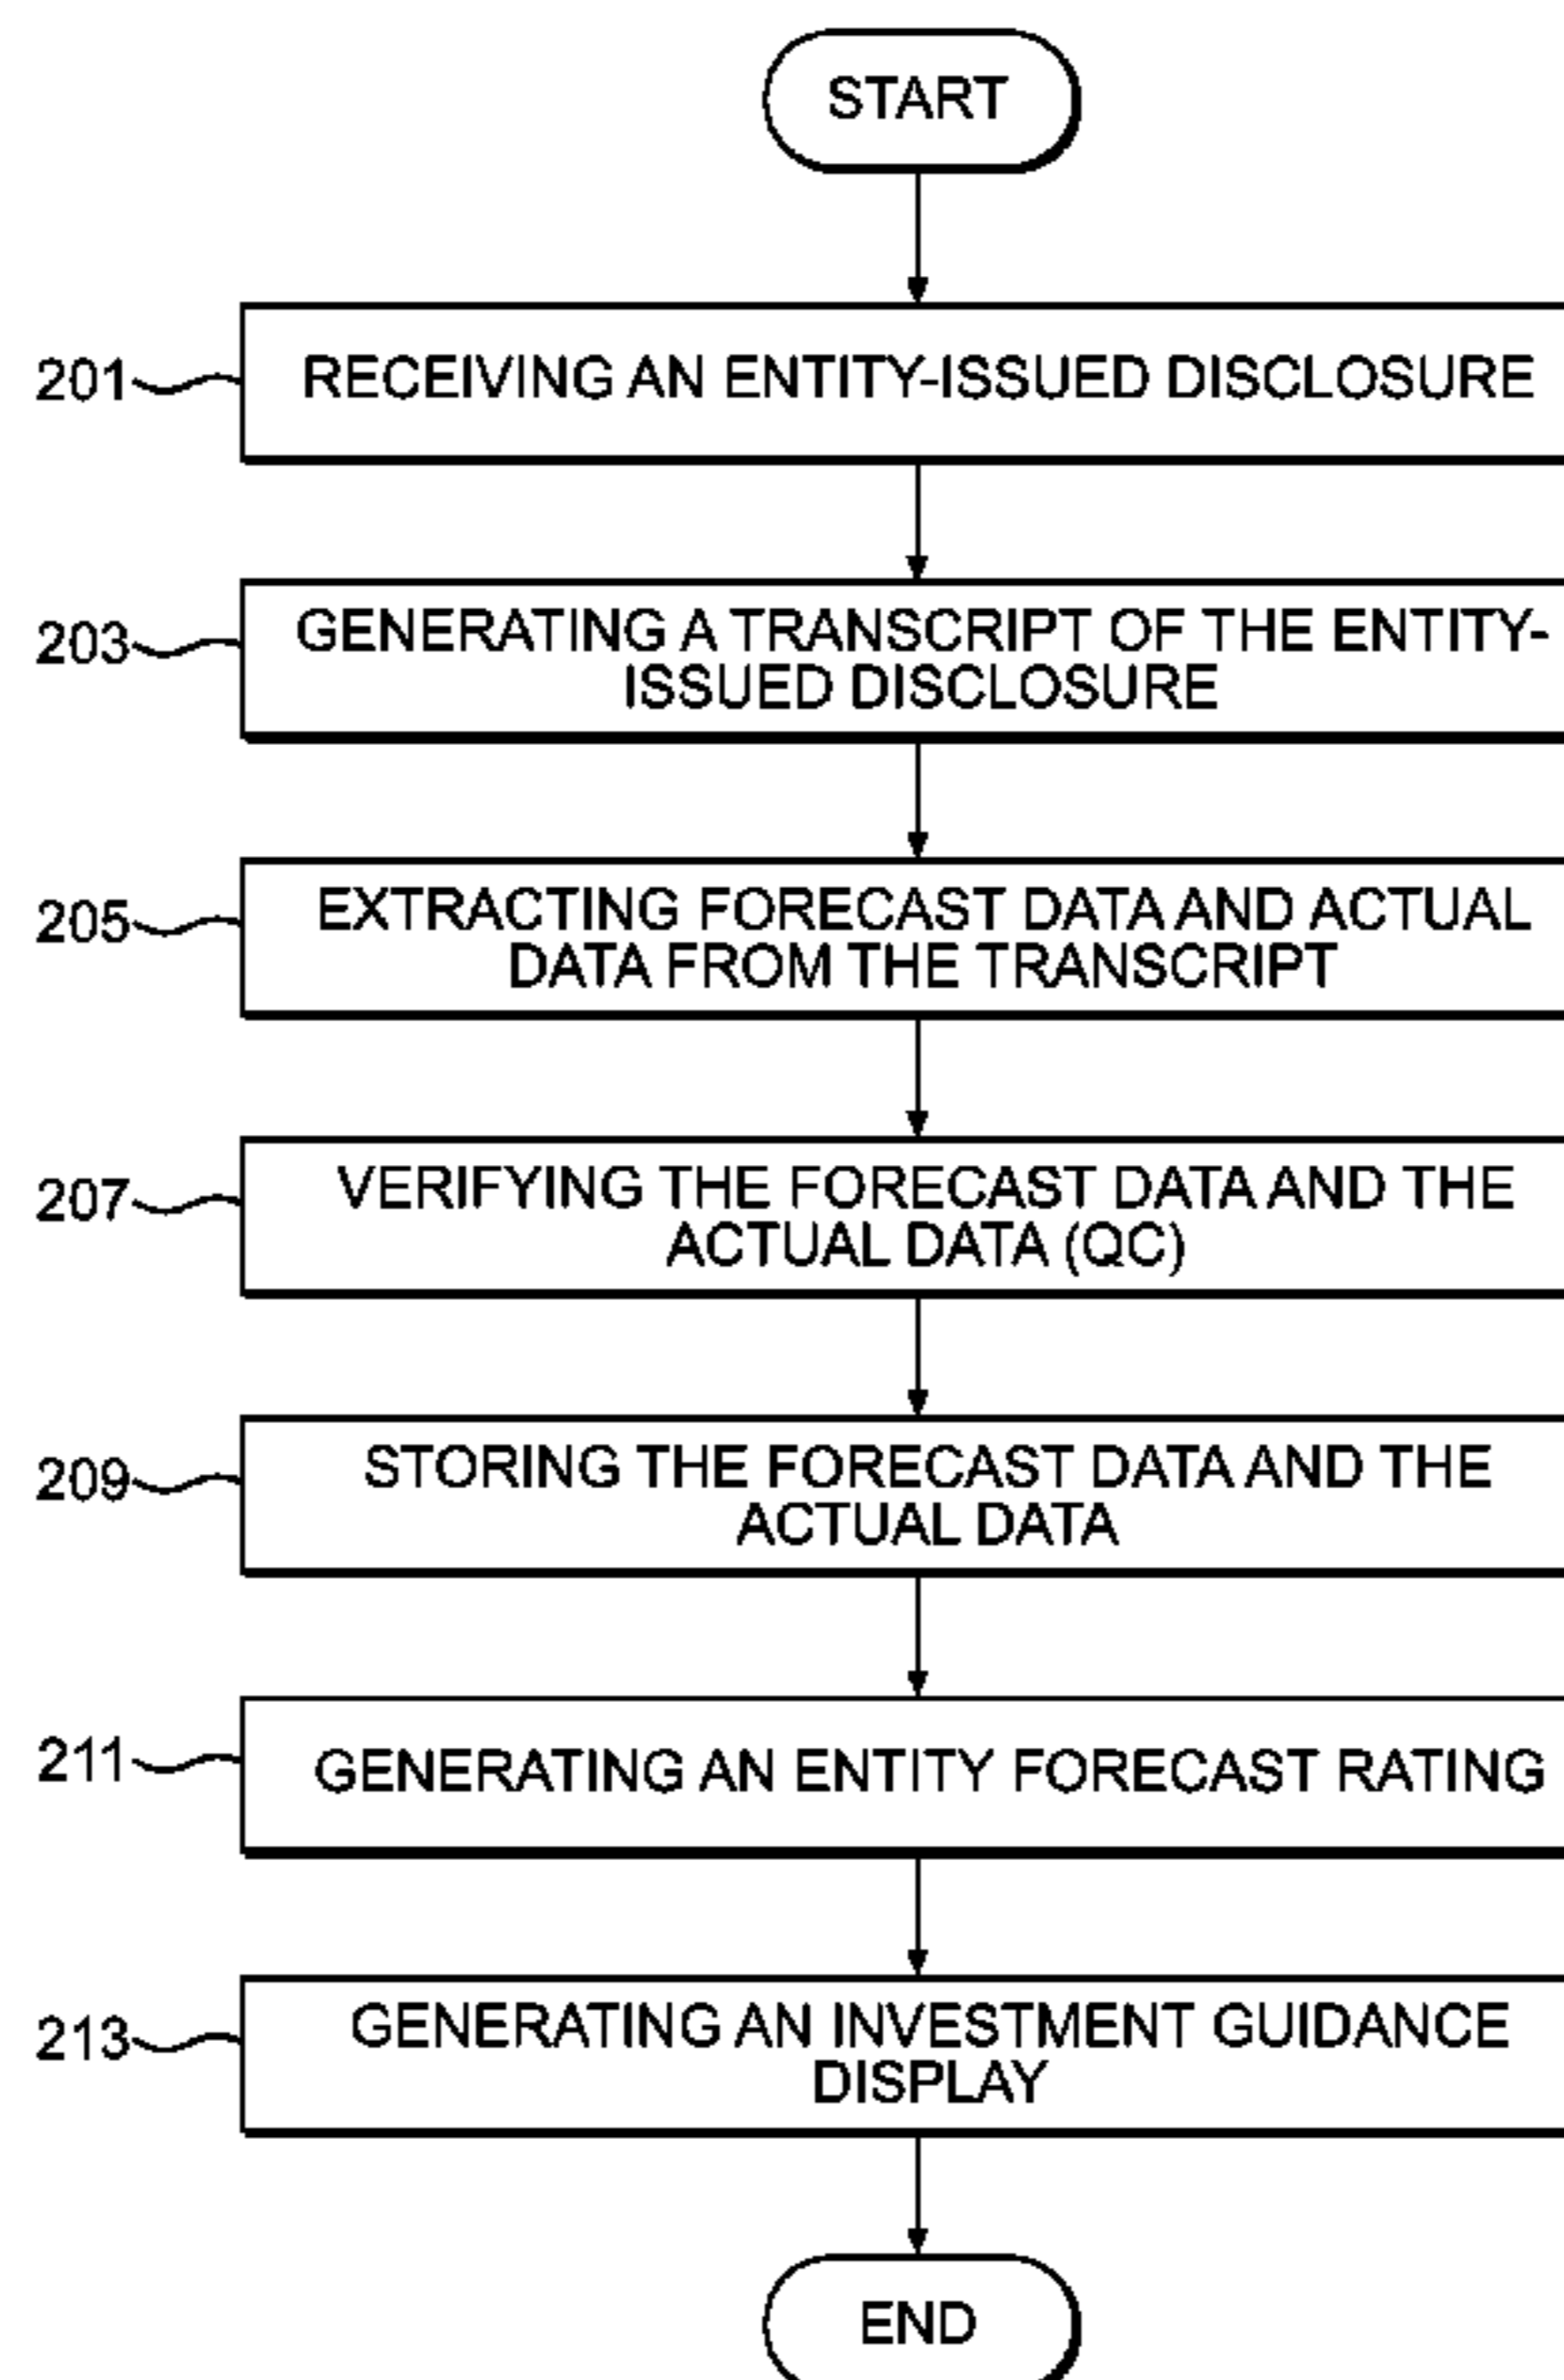 START
201
RECEIVING AN ENTITY-ISSUED DISCLOSURE
203
GENERATING A TRANSCRIPT OF THE ENTITY-
ISSUED DISCLOSURE
205
EXTRACTING FORECAST DATA AND ACTUAL
DATA FROM THE TRANSCRIPT
207
VERIFYING THE FORECAST DATA AND THE
ACTUAL DATA (QC)
209
STORING THE FORECAST DATA AND THE
ACTUAL DATA
211
GENERATING AN ENTITY FORECAST RATING
213
GENERATING AN INVESTMENT GUIDANCE
DISPLAY
END